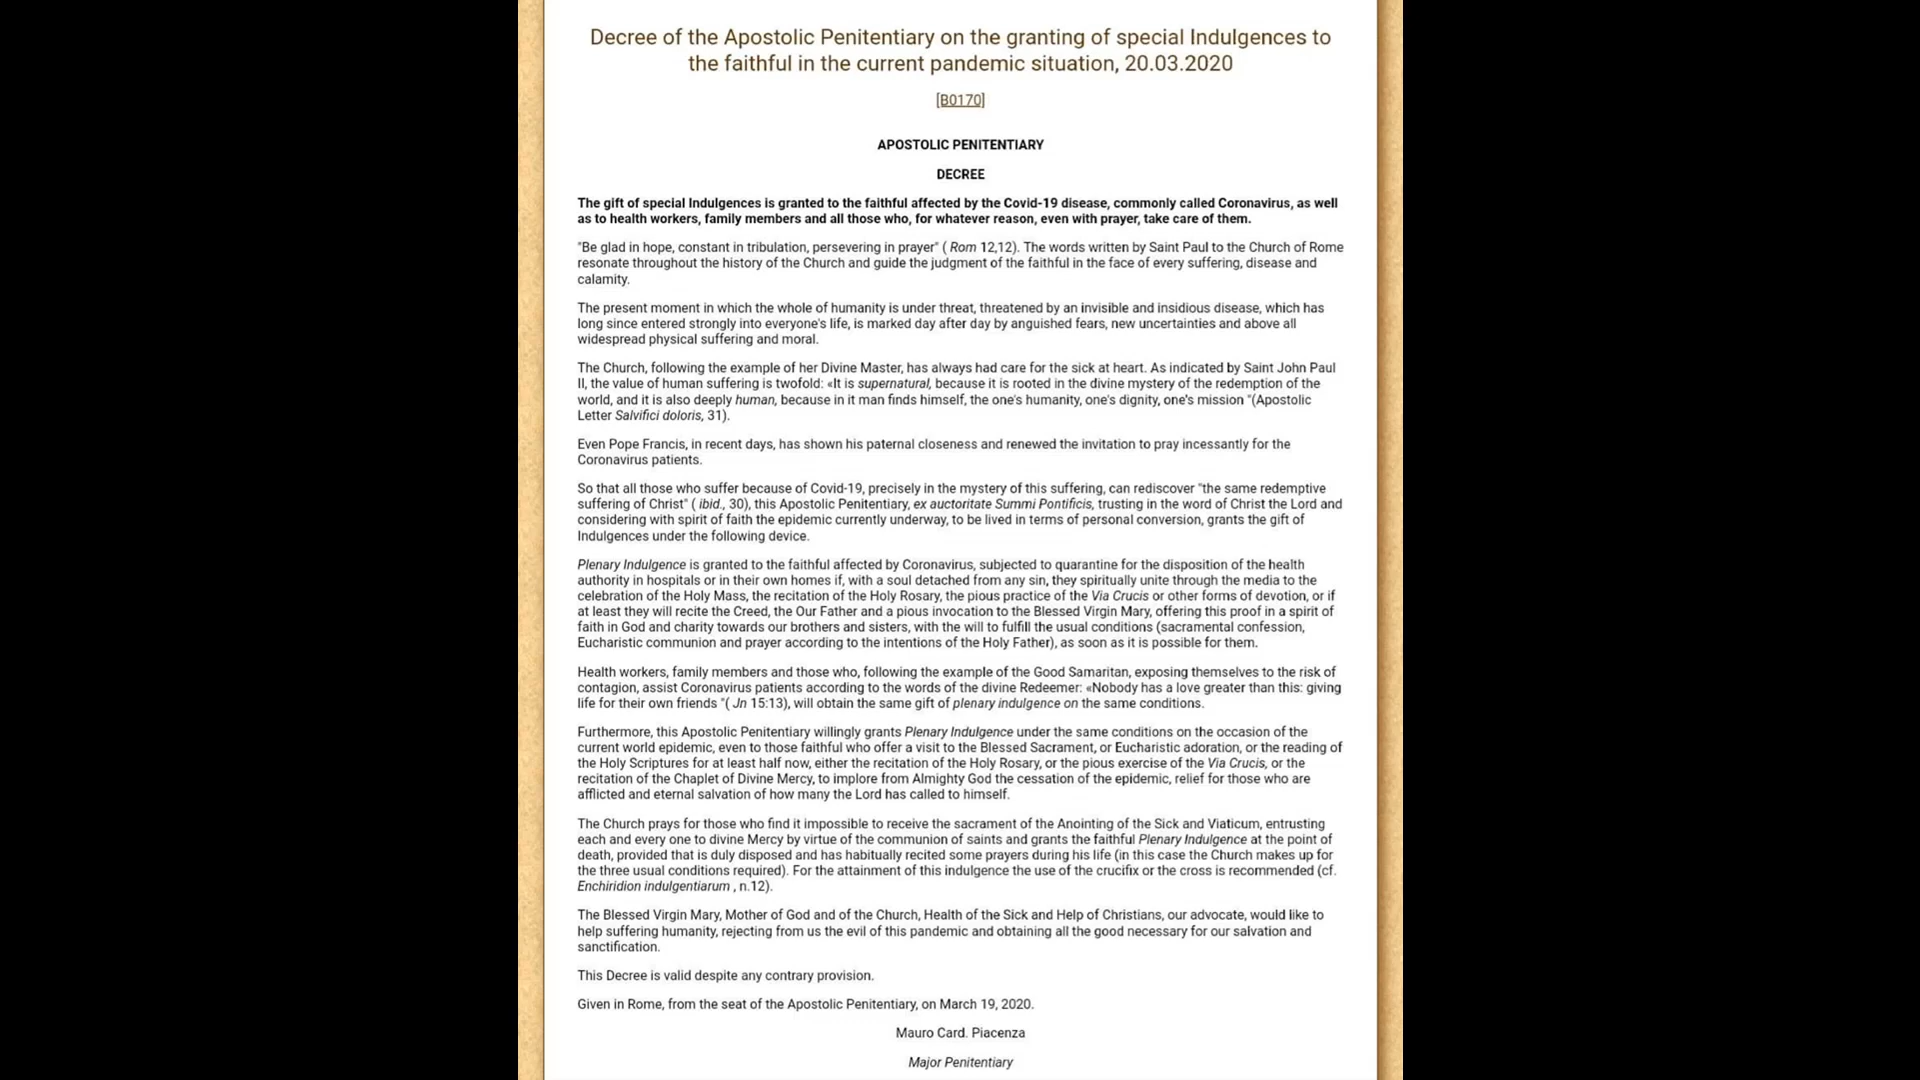 Decree of the Apostolic Penitentiary on the granting of special Indulgences to
the faithful in the current pandemic situation, 20.03.2020
[B0170]
APOSTOLIC PENITENTIARY
DECREE
The gift of special Indulgences is granted to the faithful affected by the Covid-19 disease, commonly called Coronavirus, as well
as to health workers, family members and all those who, for whatever reason, even with prayer, take care of them.
"Be glad in hope, constant in tribulation, persevering in prayer" ( Rom 12,12). The words written by Saint Paul to the Church of Rome
resonate throughout the history of the Church and guide the judgment of the faithful in the face of every suffering, disease and
calamity.
The present moment in which the whole of humanity is under threat, threatened by an invisible and insidious disease, which has
long since entered strongly into everyone's life, is marked day after day by anguished fears, new uncertainties and above all
widespread physical suffering and moral.
The Church, following the example of her Divine Master, has always had care for the sick at heart. As indicated by Saint John Paul
II, the value of human suffering is twofold: «It is supernatural, because it is rooted in the divine mystery of the redemption of the
world, and it is also deeply human, because in it man finds himself, the one's humanity, one's dignity, one's mission "(Apostolic
Letter Salvifici doloris, 31).
Even Pope Francis, in recent days, has shown his paternal closeness and renewed the invitation to pray incessantly for the
Coronavirus patients.
So that all those who suffer because of Covid-19, precisely in the mystery of this suffering, can rediscover "the same redemptive
suffering of Christ" ( ibid., 30), this Apostolic Penitentiary, ex auctoritate Summi Pontificis, trusting in the word of Christ the Lord and
considering with spirit of faith the epidemic currently underway, to be lived in terms of personal conversion, grants the gift of
Indulgences under the following device.
Plenary Indulgence is granted to the faithful affected by Coronavirus, subjected to quarantine for the disposition of the health
authority in hospitals or in their own homes if, with a soul detached from any sin, they spiritually unite through the media to the
celebration of the Holy Mass, the recitation of the Holy Rosary, the pious practice of the Via Crucis or other forms of devotion, or if
at least they will recite the Creed, the Our Father and a pious invocation to the Blessed Virgin Mary, offering this proof in a spirit of
faith in God and charity towards our brothers and sisters, with the will to fulfill the usual conditions (sacramental confession,
Eucharistic communion and prayer according to the intentions of the Holy Father), as soon as it is possible for them.
Health workers, family members and those who, following the example of the Good Samaritan, exposing themselves to the risk of
contagion, assist Coronavirus patients according to the words of the divine Redeemer: «Nobody has a love greater than this: giving
life for their own friends "( Jn 15:13), will obtain the same gift of plenary indulgence on the same conditions.
Furthermore, this Apostolic Penitentiary willingly grants Plenary Indulgence under the same conditions on the occasion of the
current world epidemic, even to those faithful who offer a visit to the Blessed Sacrament, or Eucharistic adoration, or the reading of
the Holy Scriptures for at least half now, either the recitation of the Holy Rosary, or the pious exercise of the Via Crucis, or the
recitation of the Chaplet of Divine Mercy, to implore from Almighty God the cessation of the epidemic, relief for those who are
afflicted and eternal salvation of how many the Lord has called to himself.
The Church prays for those who find it impossible to receive the sacrament of the Anointing of the Sick and Viaticum, entrusting
each and every one to divine Mercy by virtue of the communion of saints and grants the faithful Plenary Indulgence at the point of
death, provided that is duly disposed and has habitually recited some prayers during his life (in this case the Church makes up for
the three usual conditions required). For the attainment of this indulgence the use of the crucifix or the cross is recommended (cf.
Enchiridion indulgentiarum , n.12).
The Blessed Virgin Mary, Mother of God and of the Church, Health of the Sick and Help of Christians, our advocate, would like to
help suffering humanity, rejecting from us the evil of this pandemic and obtaining all the good necessary for our salvation and
sanctification.
This Decree is valid despite any contrary provision.
Given in Rome, from the seat of the Apostolic Penitentiary, on March 19, 2020.
Mauro Card. Piacenza
Major Penitentiary